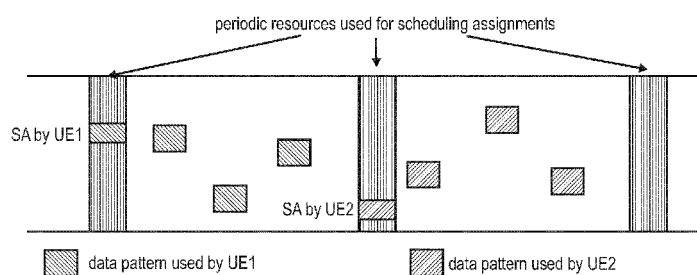 periodic resources used for scheduling assignments
SA by UE1
SA by UE2
data pattern used by UE1
data pattern used by UE2